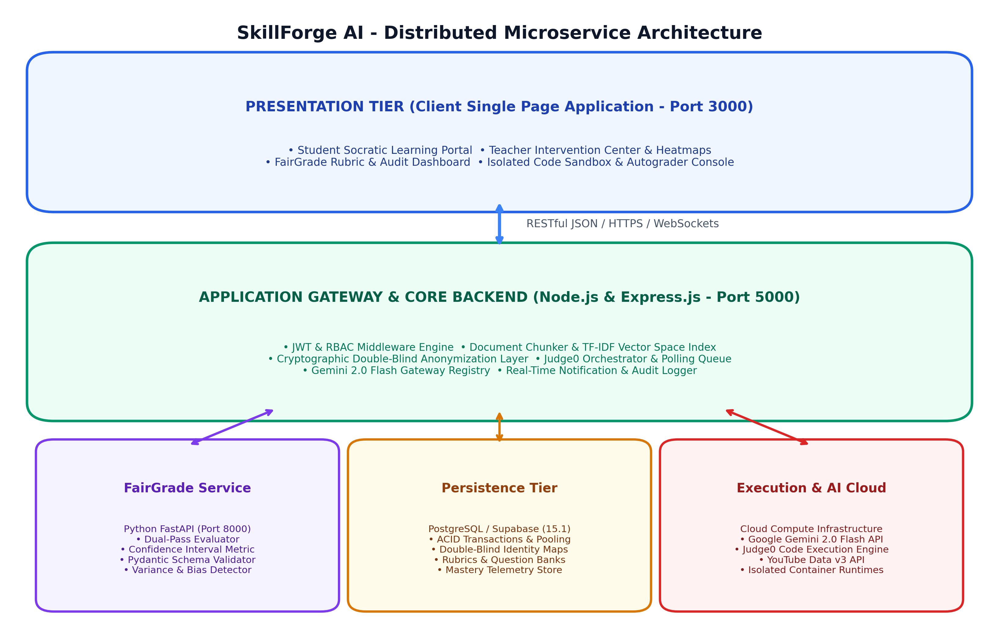 SkillForge AI - Distributed Microservice Architecture
PRESENTATION TIER (Client Single Page Application - Port 3000)
• Student Socratic Learning Portal • Teacher Intervention Center & Heatmaps
• FairGrade Rubric & Audit Dashboard • Isolated Code Sandbox & Autograder Console
RESTful JSON / HTTPS / WebSockets
APPLICATION GATEWAY & CORE BACKEND (Node.js & Express.js - Port 5000)
• JWT & RBAC Middleware Engine • Document Chunker & TF-IDF Vector Space Index
• Cryptographic Double-Blind Anonymization Layer • Judge0 Orchestrator & Polling Queue
• Gemini 2.0 Flash Gateway Registry • Real-Time Notification & Audit Logger
FairGrade Service
Python FastAPI (Port 8000)
• Dual-Pass Evaluator
• Confidence Interval Metric
• Pydantic Schema Validator
• Variance & Bias Detector
Persistence Tier
PostgreSQL / Supabase (15.1)
• ACID Transactions & Pooling
• Double-Blind Identity Maps
• Rubrics & Question Banks
• Mastery Telemetry Store
Execution & AI Cloud
Cloud Compute Infrastructure
• Google Gemini 2.0 Flash API
• Judge0 Code Execution Engine
• YouTube Data v3 API
• Isolated Container Runtimes